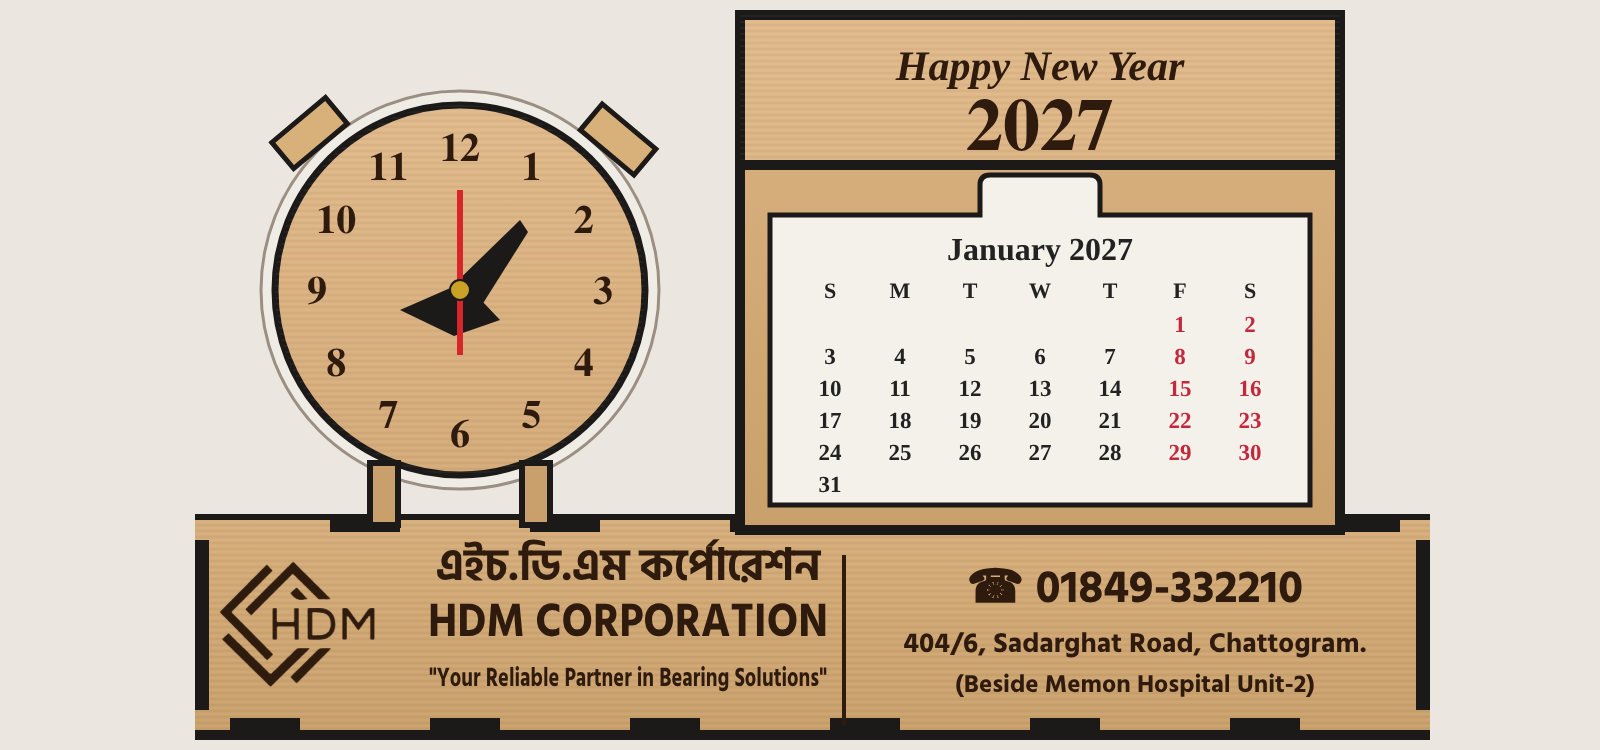 12
11 1
10 2
9 3
8 4
7 5
6
Happy New Year
2027
January 2027
S M T W T F S
1 2
3 4 5 6 7 8 9
10 11 12 13 14 15 16
17 18 19 20 21 22 23
24 25 26 27 28 29 30
31
HDM
এইচ.ডি.এম কর্পোরেশন
HDM CORPORATION
"Your Reliable Partner in Bearing Solutions"
☎ 01849-332210
404/6, Sadarghat Road, Chattogram.
(Beside Memon Hospital Unit-2)